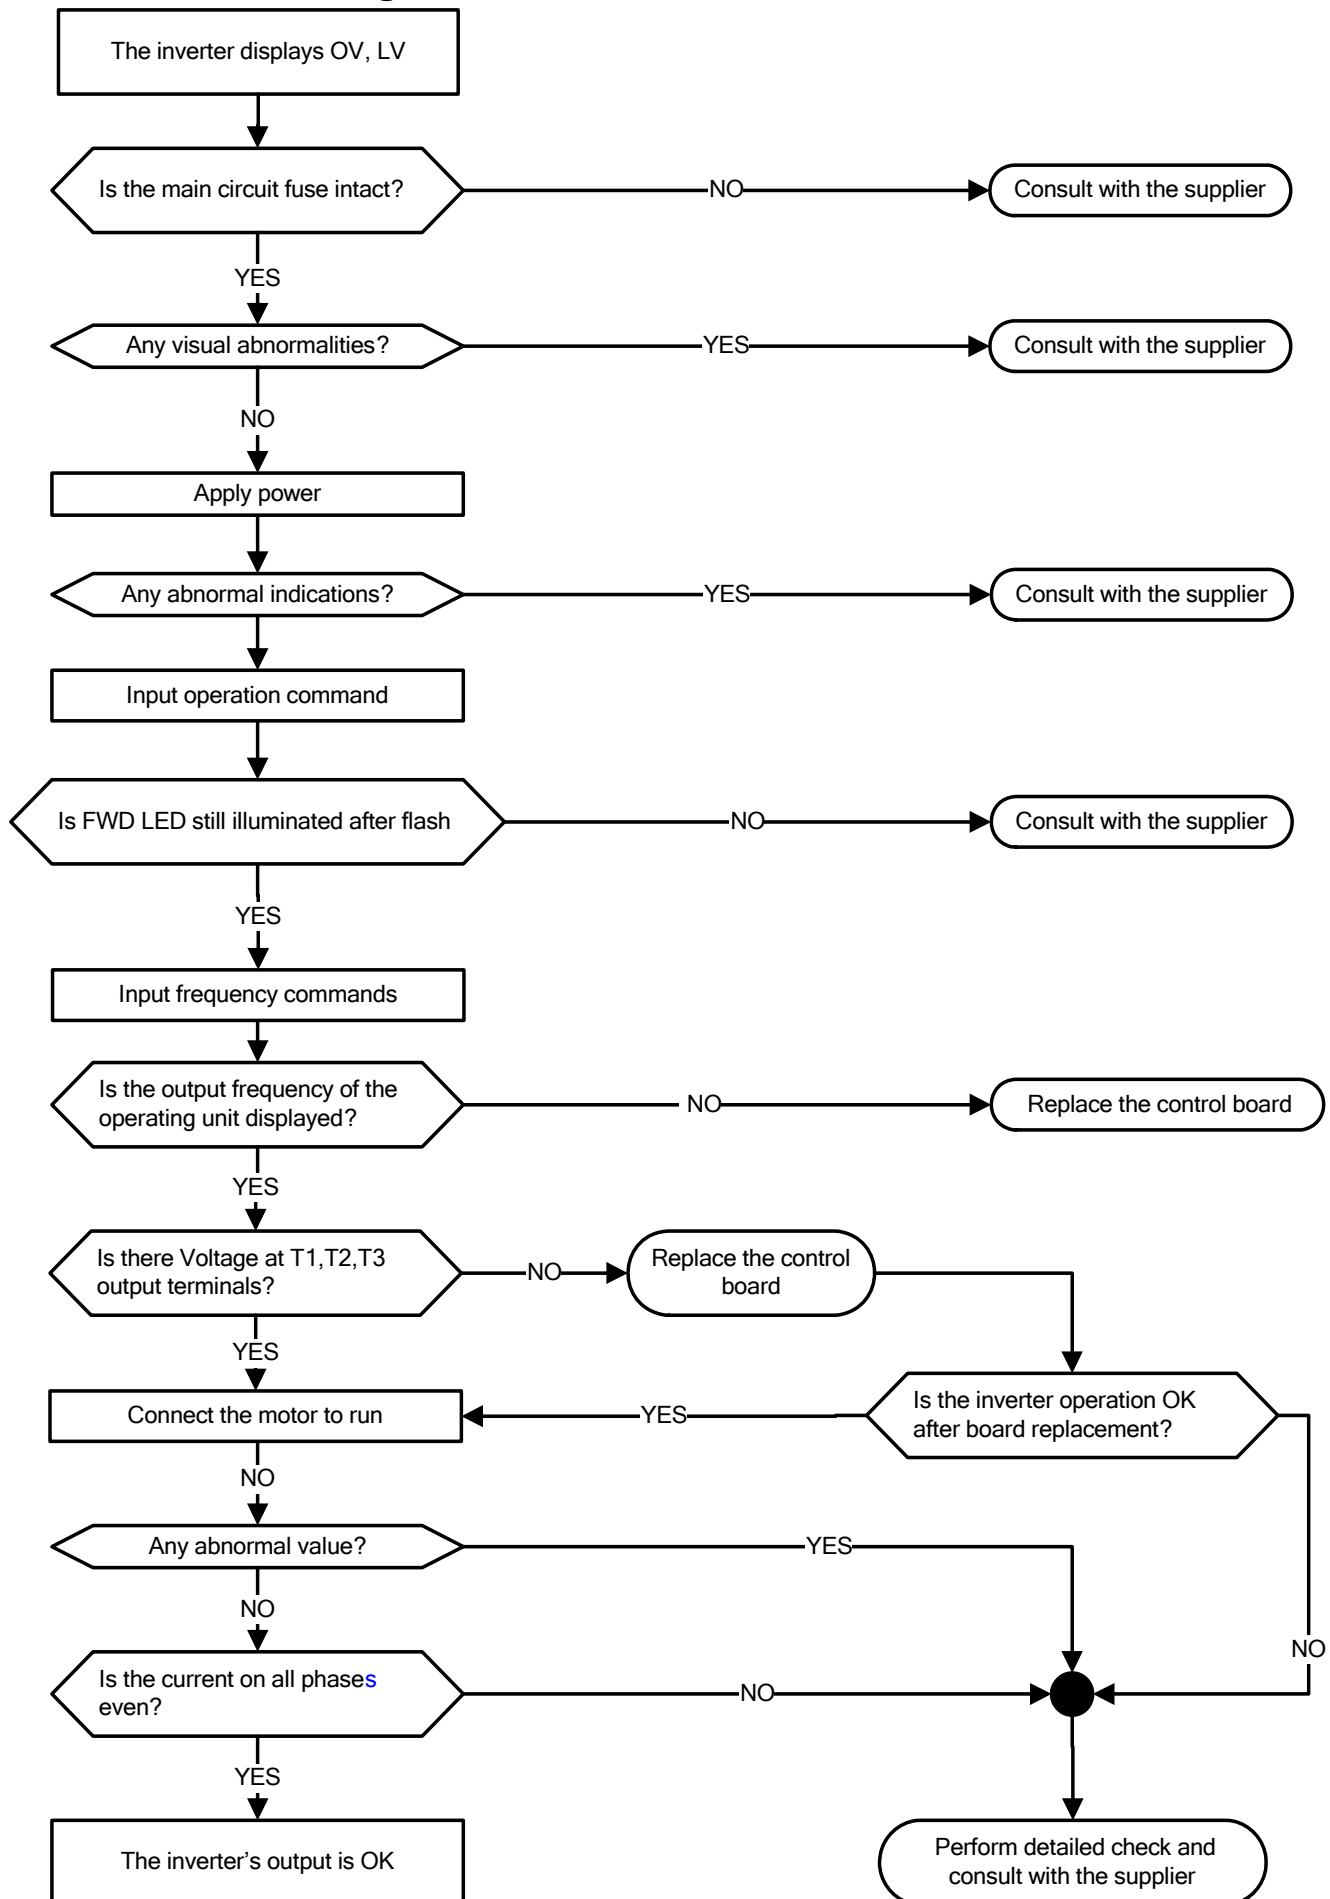 The inverter displays OV, LV
Is the main circuit fuse intact?
NO
Consult with the supplier
YES
Any visual abnormalities?
YES
Consult with the supplier
NO
Apply power
Any abnormal indications?
YES
Consult with the supplier
Input operation command
Is FWD LED still illuminated after flash
NO
Consult with the supplier
YES
Input frequency commands
Is the output frequency of the
operating unit displayed?
NO
Replace the control board
YES
Is there Voltage at T1,T2,T3
output terminals?
NO
Replace the control
board
YES
Connect the motor to run
YES
Is the inverter operation OK
after board replacement?
NO
Any abnormal value?
YES
NO
NO
Is the current on all phases
even?
NO
YES
The inverter’s output is OK
Perform detailed check and
consult with the supplier